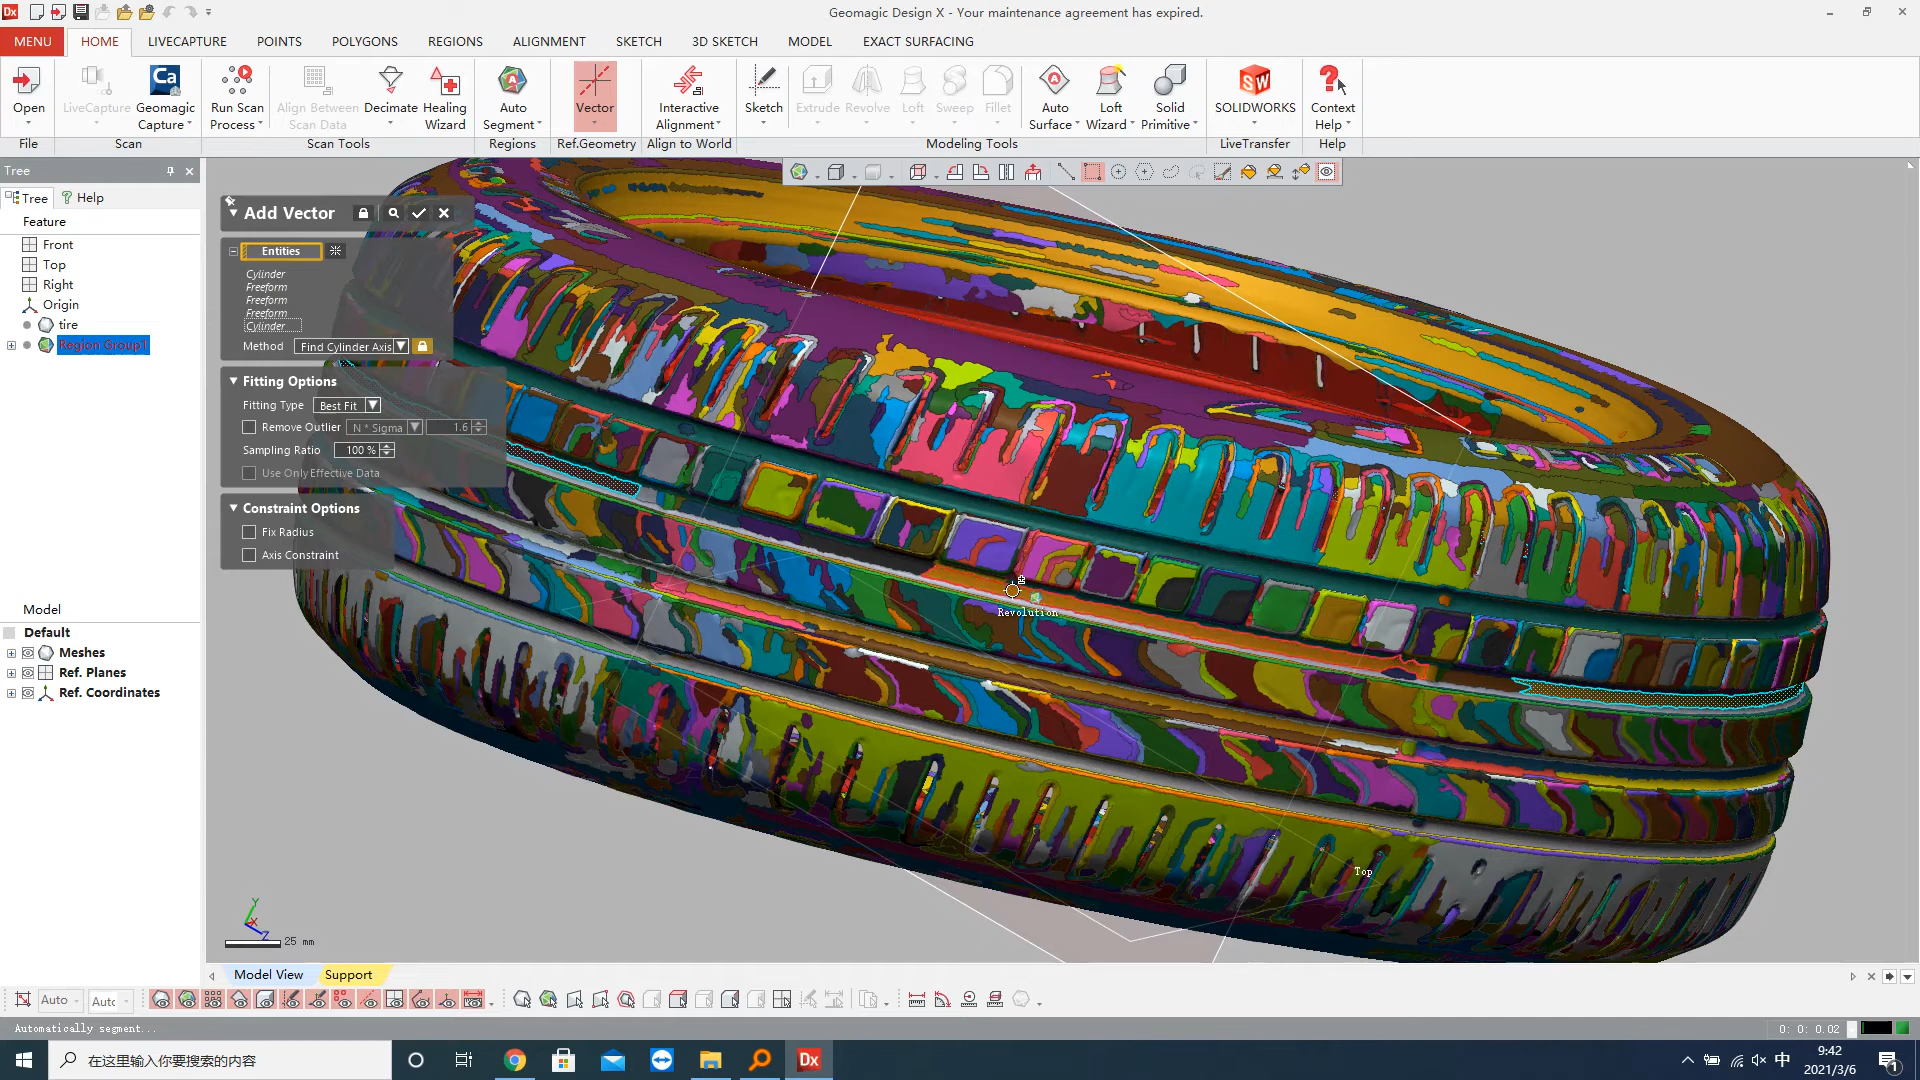 Dx
Geomagic Design X - Your maintenance agreement has expired.
MENU HOME LIVECAPTURE POINTS POLYGONS REGIONS ALIGNMENT SKETCH 3D SKETCH MODEL EXACT SURFACING
Ca
SW
Open LiveCapture Geomagic Run Scan Align Between Decimate Healing Auto Vector Interactive Sketch Extrude Revolve Loft Sweep Fillet Auto Loft Solid SOLIDWORKS Context
Capture Process Scan Data Wizard Segment Alignment Surface Wizard Primitive Help
File Scan Scan Tools Regions Ref.Geometry Align to World Modeling Tools LiveTransfer Help
Tree
Tree Help
Feature
Front
Top
Right
Origin
tire
Region Group1
Add Vector
Entities
Cylinder
Freeform
Freeform
Freeform
Cylinder
Method Find Cylinder Axis
Fitting Options
Fitting Type Best Fit
Remove Outlier N * Sigma 1.6
Sampling Ratio 100 %
Use Only Effective Data
Constraint Options
Fix Radius
Axis Constraint
Revolution
Top
Model
Default
Meshes
Ref. Planes
Ref. Coordinates
Y
X
Z
25 mm
Model View Support
Auto Autc
Automatically segment...
0: 0: 0.02
在这里输入你要搜索的内容
Dx
中
9:42
2021/3/6
1